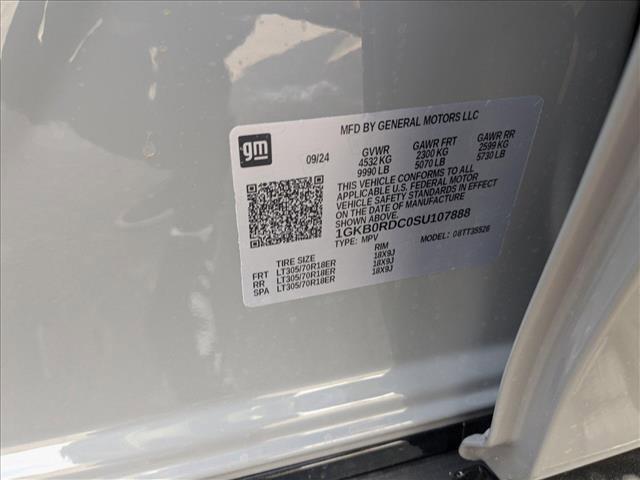 gm
MFD BY GENERAL MOTORS LLC
09/24
GVWR GAWR FRT GAWR RR
4532 KG 2300 KG 2599 KG
9990 LB 5070 LB 5730 LB
THIS VEHICLE CONFORMS TO ALL
APPLICABLE U.S. FEDERAL MOTOR
VEHICLE SAFETY STANDARDS IN EFFECT
ON THE DATE OF MANUFACTURE
SHOWN ABOVE.
1GKB0RDC0SU107888
TYPE: MPV MODEL: 08TT35526
TIRE SIZE RIM
FRT LT305/70R18ER 18X9J
RR LT305/70R18ER 18X9J
SPA LT305/70R18ER 18X9J